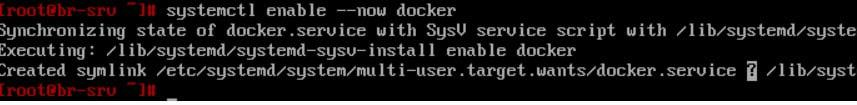 [root@br-srv ~]# systemctl enable --now docker
Synchronizing state of docker.service with SysV service script with /lib/systemd/syste
Executing: /lib/systemd/systemd-sysv-install enable docker
Created symlink /etc/systemd/system/multi-user.target.wants/docker.service ? /lib/syst
[root@br-srv ~]#